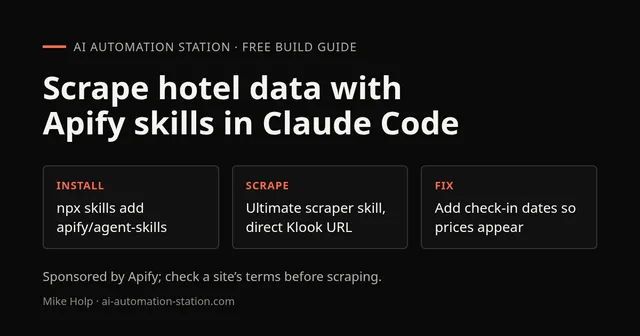 AI AUTOMATION STATION · FREE BUILD GUIDE
Scrape hotel data with
Apify skills in Claude Code
INSTALL
npx skills add
apify/agent-skills
SCRAPE
Ultimate scraper skill,
direct Klook URL
FIX
Add check-in dates so
prices appear
Sponsored by Apify; check a site’s terms before scraping.
Mike Holp · ai-automation-station.com